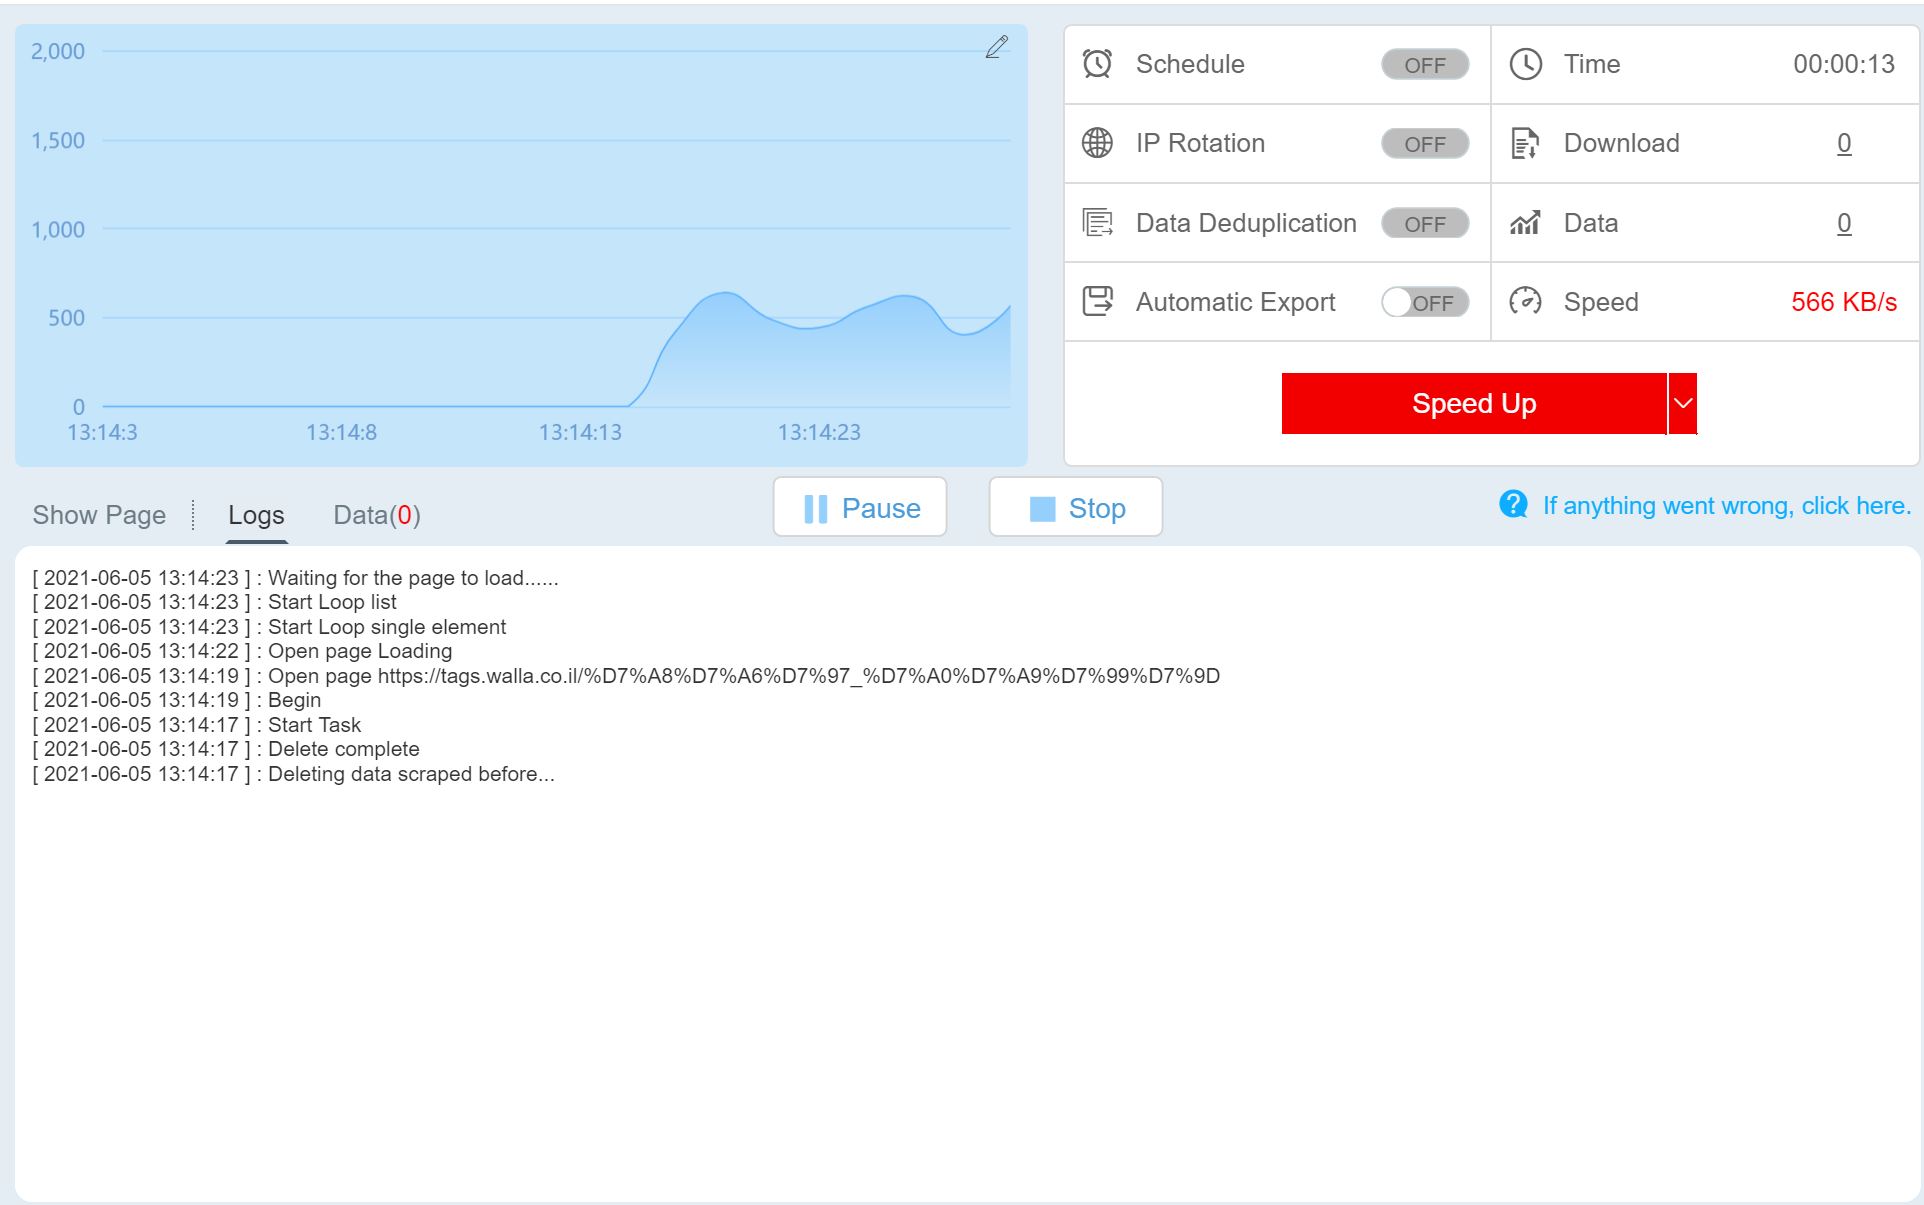 2,000
1,500
1,000
500
0
13:14:3 13:14:8 13:14:13 13:14:23
Schedule OFF Time 00:00:13
IP Rotation OFF Download 0
Data Deduplication OFF Data 0
Automatic Export OFF Speed 566 KB/s
Speed Up
Show Page Logs Data(0) Pause Stop If anything went wrong, click here.
[ 2021-06-05 13:14:23 ] : Waiting for the page to load......
[ 2021-06-05 13:14:23 ] : Start Loop list
[ 2021-06-05 13:14:23 ] : Start Loop single element
[ 2021-06-05 13:14:22 ] : Open page Loading
[ 2021-06-05 13:14:19 ] : Open page https://tags.walla.co.il/%D7%A8%D7%A6%D7%97_%D7%A0%D7%A9%D7%99%D7%9D
[ 2021-06-05 13:14:19 ] : Begin
[ 2021-06-05 13:14:17 ] : Start Task
[ 2021-06-05 13:14:17 ] : Delete complete
[ 2021-06-05 13:14:17 ] : Deleting data scraped before...